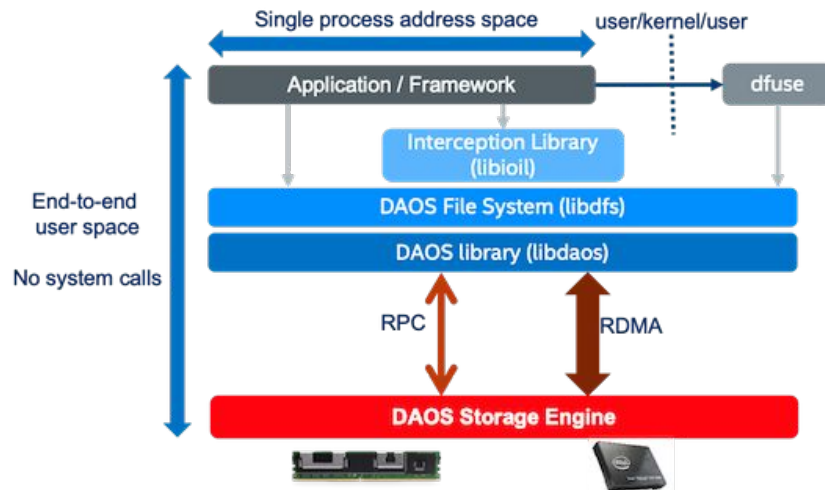 Single process address space
user/kernel/user
Application / Framework
dfuse
Interception Library
(libioil)
End-to-end
user space
No system calls
DAOS File System (libdfs)
DAOS library (libdaos)
RPC
RDMA
DAOS Storage Engine
intel